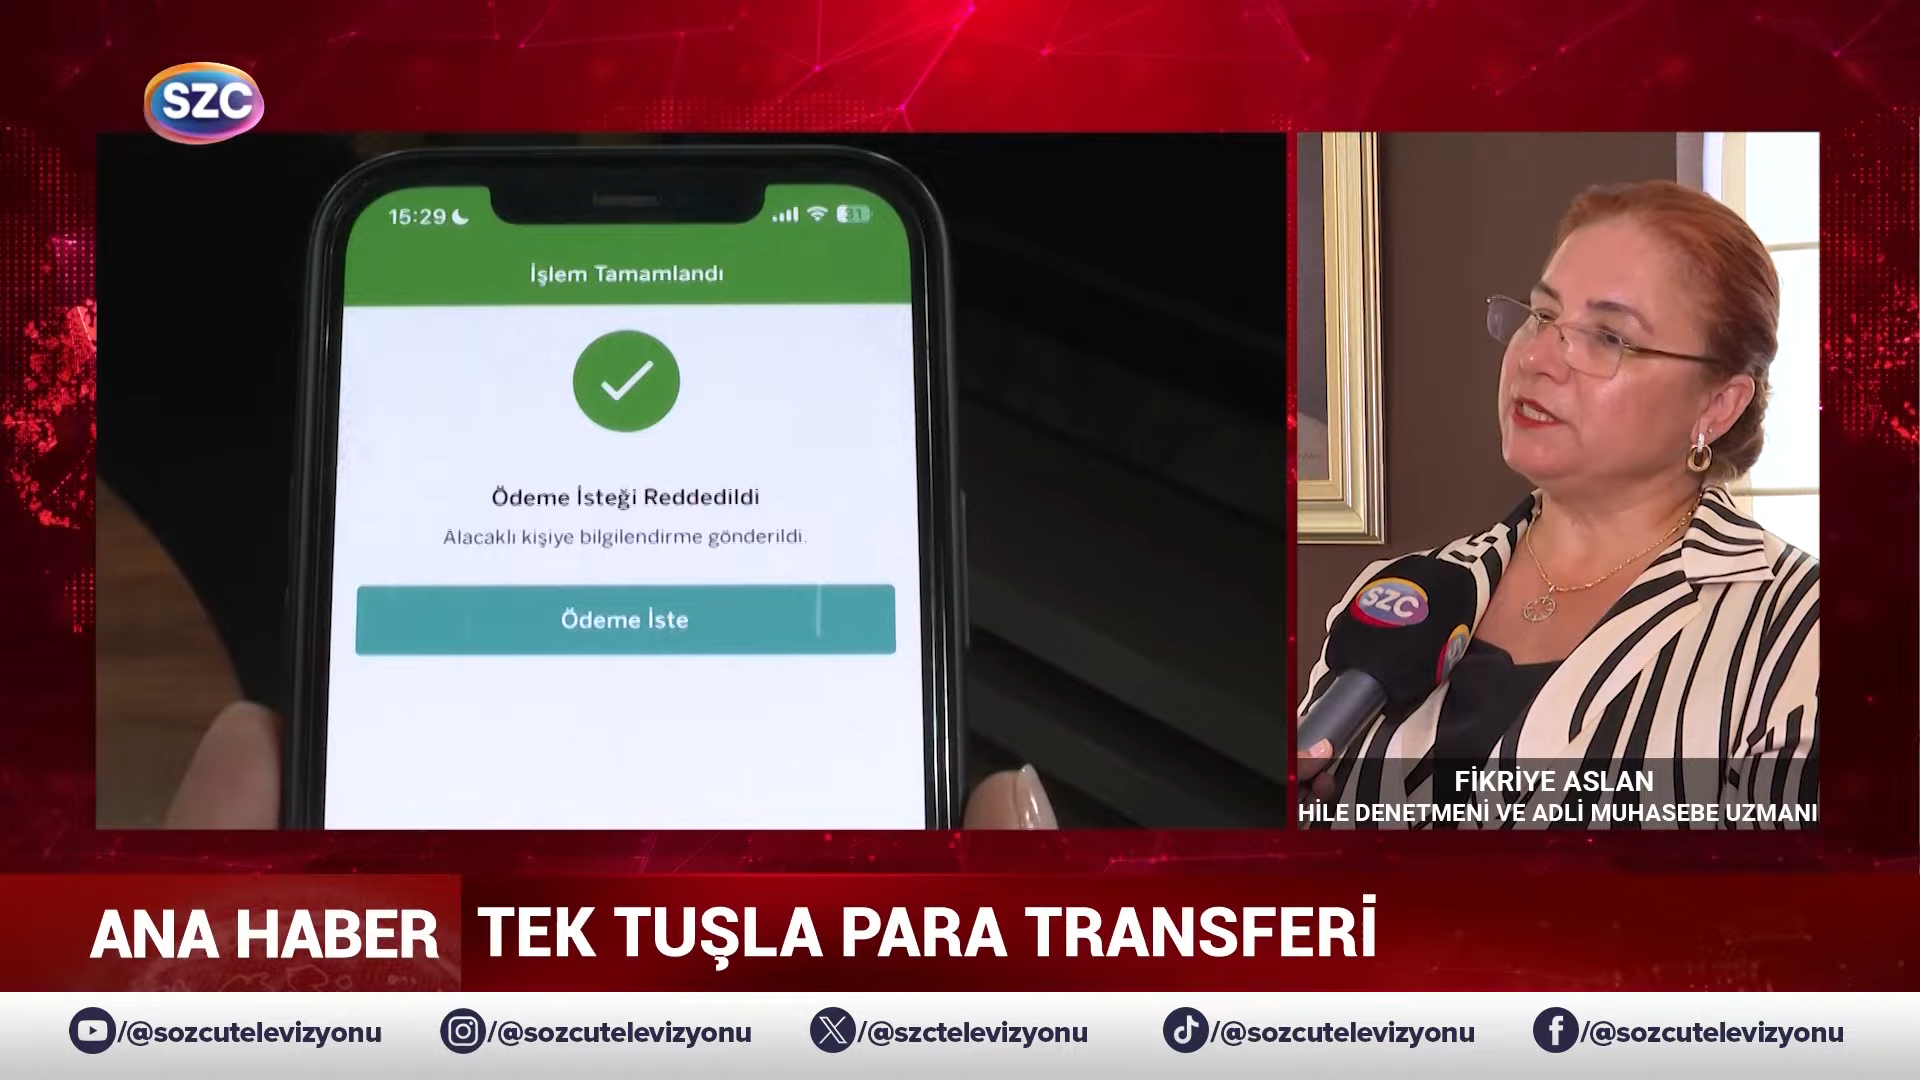 SZC
15:29
31
İşlem Tamamlandı
Ödeme İsteği Reddedildi
Alacaklı kişiye bilgilendirme gönderildi.
Ödeme İste
SZC
FİKRİYE ASLAN
HİLE DENETMENİ VE ADLİ MUHASEBE UZMANI
ANA HABER
TEK TUŞLA PARA TRANSFERİ
/@sozcutelevizyonu
/@sozcutelevizyonu
/@szctelevizyonu
/@sozcutelevizyonu
/@sozcutelevizyonu